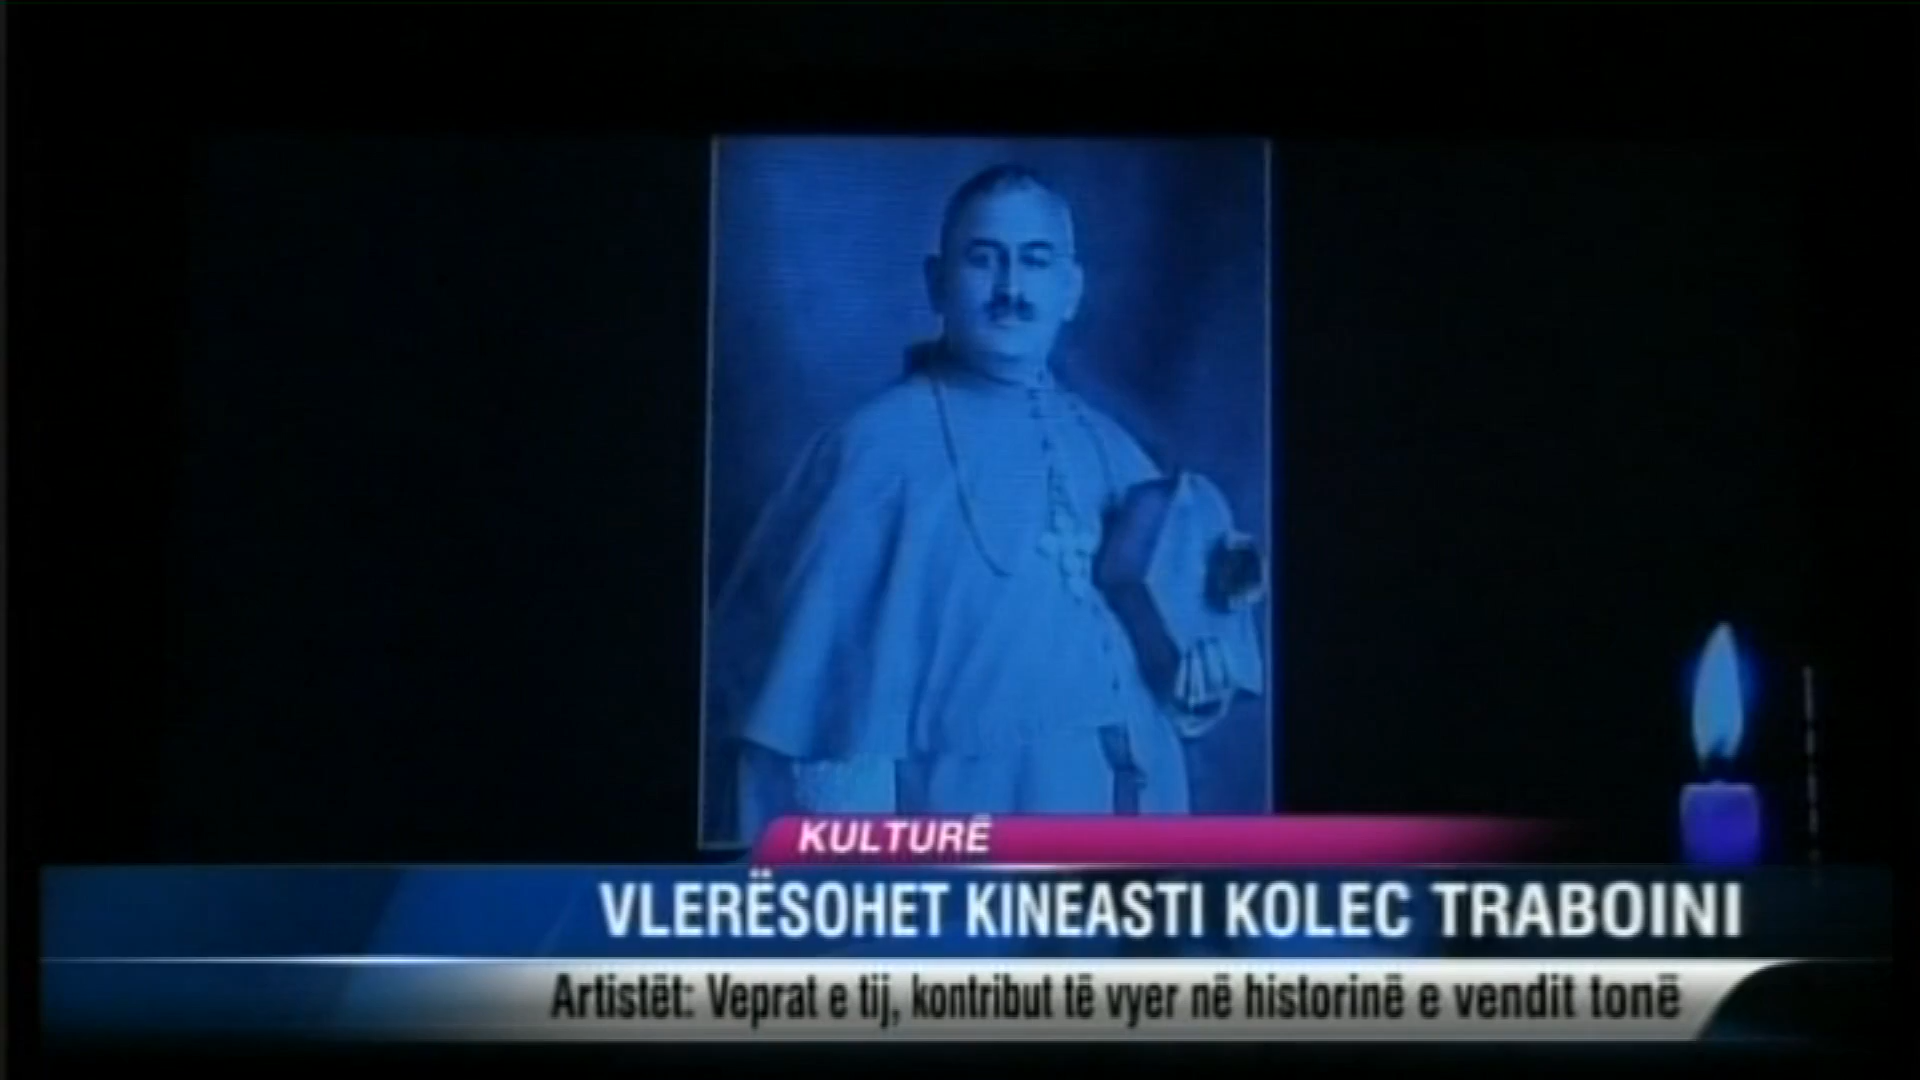 KULTURË
VLERËSOHET KINEASTI KOLEC TRABOINI
Artistët: Veprat e tij, kontribut të vyer në historinë e vendit tonë